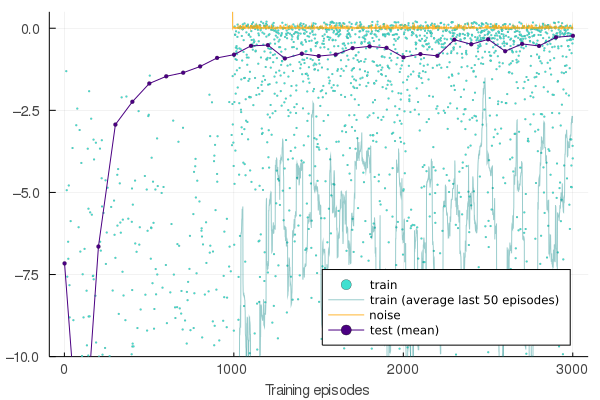 0.0
−2.5
−5.0
−7.5
−10.0
train
train (average last 50 episodes)
noise
test (mean)
0
1000
2000
3000
Training episodes